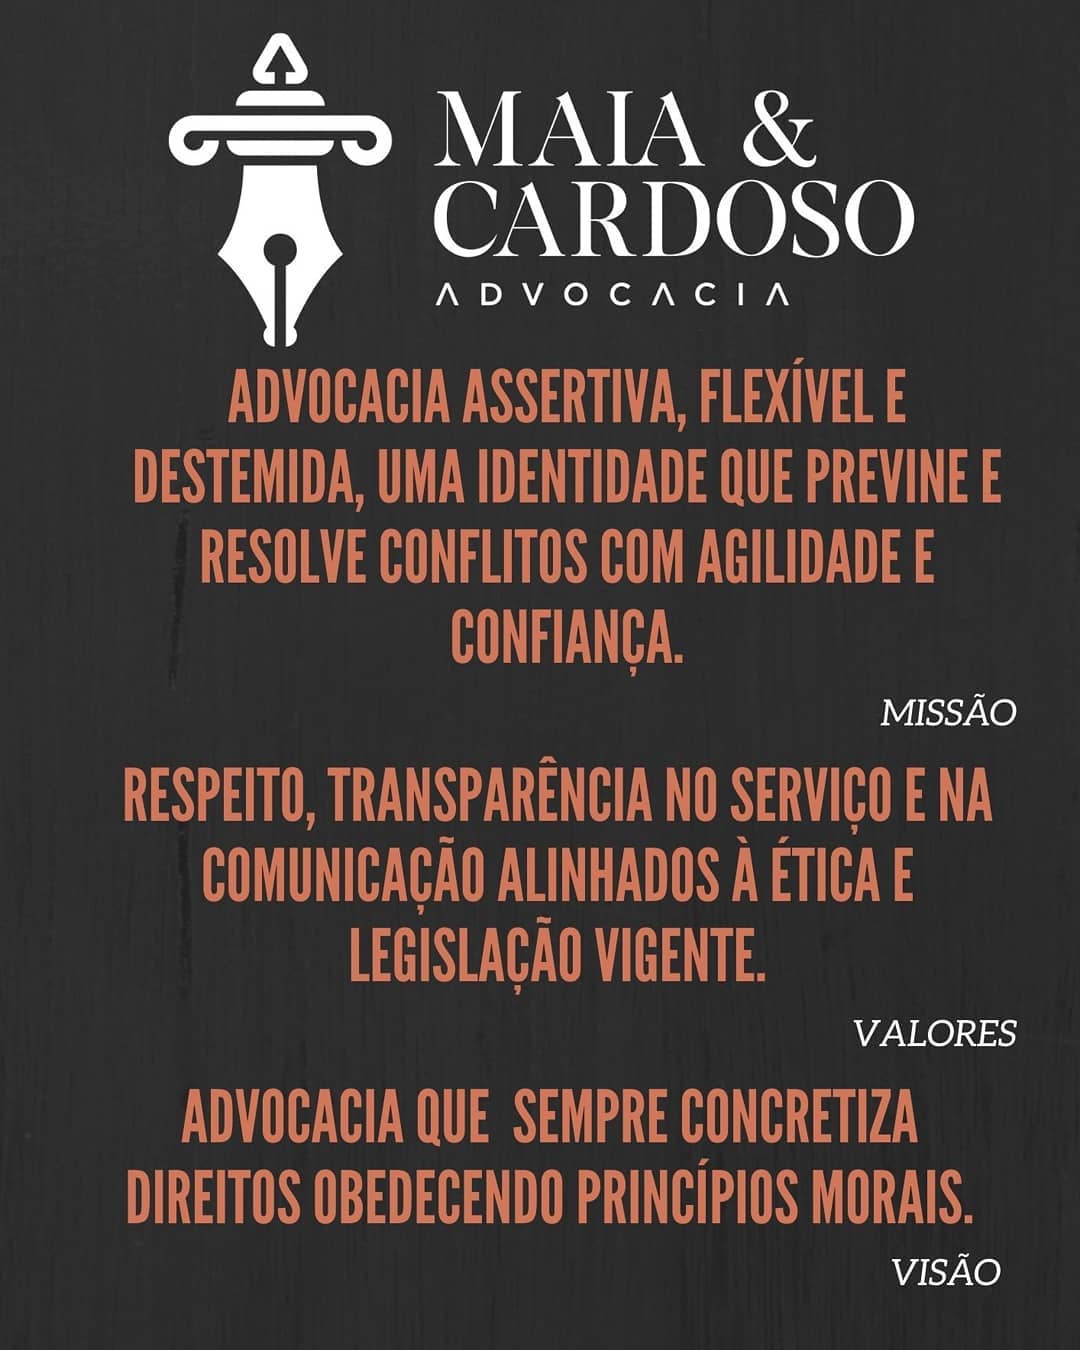 MAIA &
CARDOSO
ADVOCACIA
ADVOCACIA ASSERTIVA, FLEXÍVEL E
DESTEMIDA, UMA IDENTIDADE QUE PREVINE E
RESOLVE CONFLITOS COM AGILIDADE E
CONFIANÇA.
MISSÃO
RESPEITO, TRANSPARÊNCIA NO SERVIÇO E NA
COMUNICAÇÃO ALINHADOS À ÉTICA E
LEGISLAÇÃO VIGENTE.
VALORES
ADVOCACIA QUE SEMPRE CONCRETIZA
DIREITOS OBEDECENDO PRINCÍPIOS MORAIS.
VISÃO